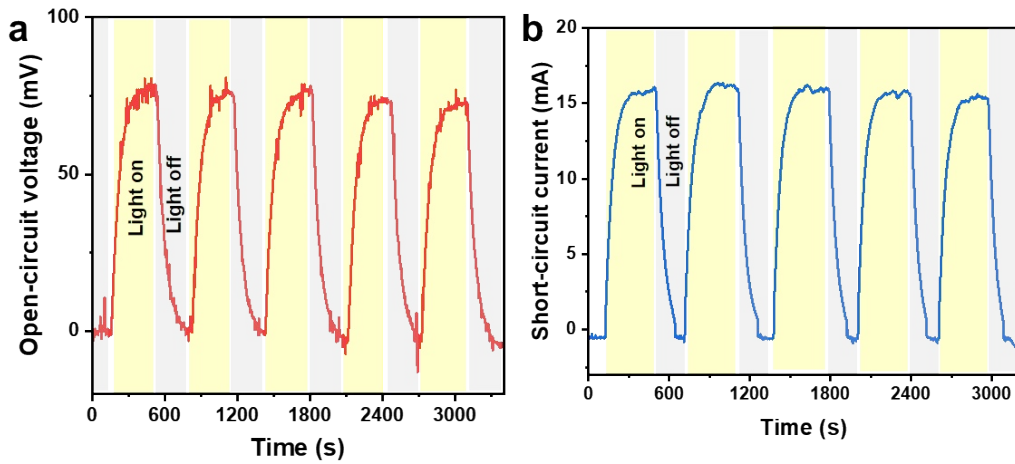 a
100
50
0
Open-circuit voltage (mV)
Light on
Light off
0
600
1200
1800
2400
3000
Time (s)
b
20
15
10
5
0
Short-circuit current (mA)
Light on
Light off
0
600
1200
1800
2400
3000
Time (s)